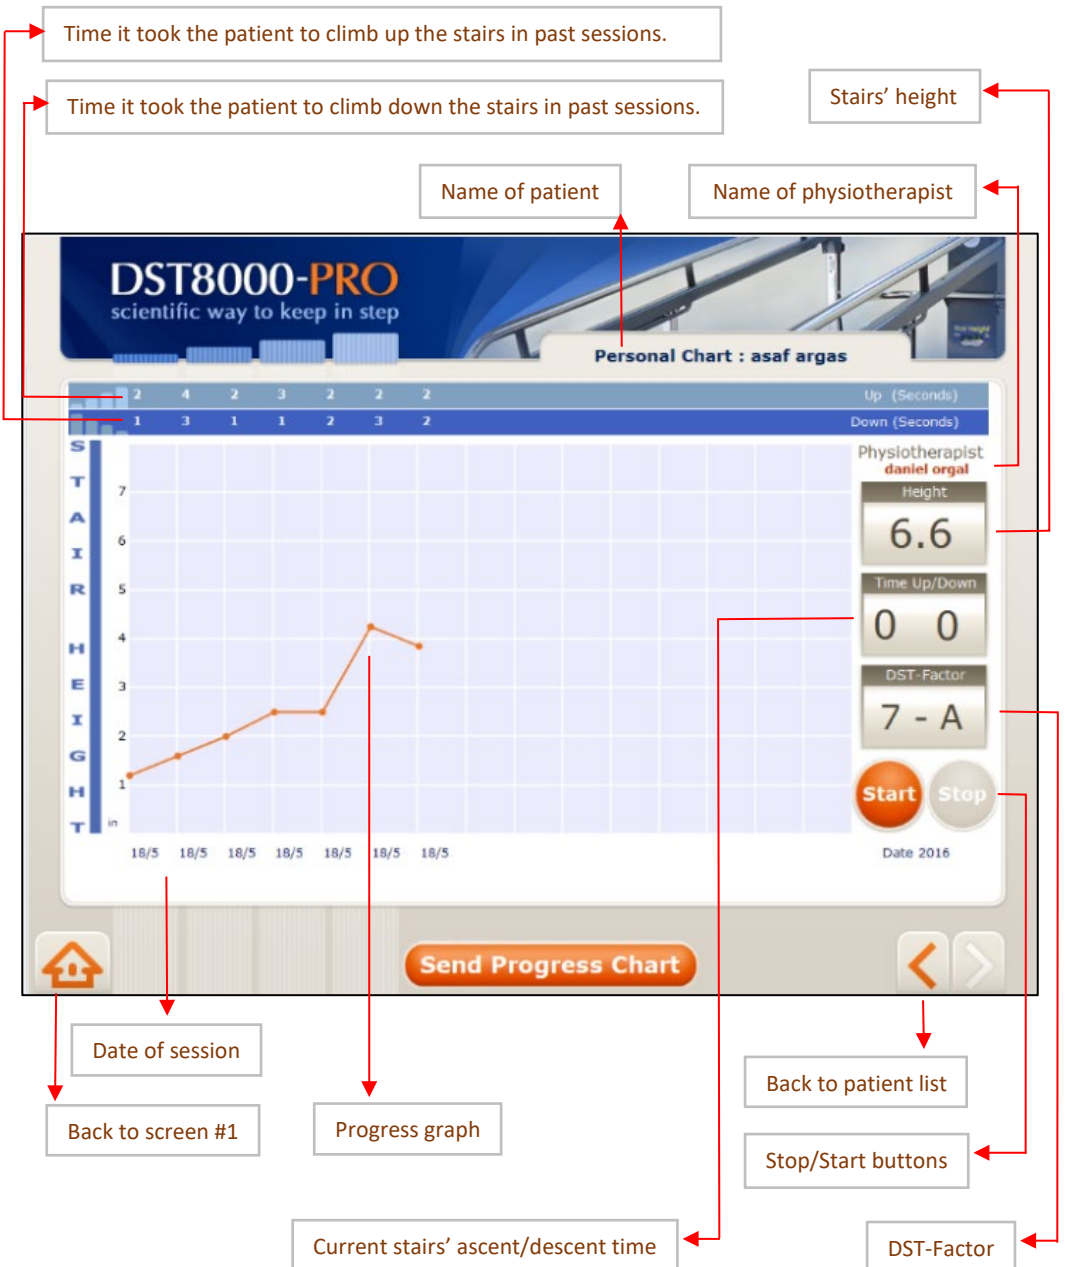 Time it took the patient to climb up the stairs in past sessions.
Time it took the patient to climb down the stairs in past sessions.
Stairs’ height
Name of patient
Name of physiotherapist
DST8000-PRO
scientific way to keep in step
Personal Chart : asaf argas
2 4 2 3 2 2 2 Up (Seconds)
1 3 1 1 2 3 2 Down (Seconds)
STAIR HEIGHT
7
6
5
4
3
2
1
in
18/5 18/5 18/5 18/5 18/5 18/5 18/5
Physiotherapist
daniel orgal
Height
6.6
Time Up/Down
0 0
DST-Factor
7 - A
Start Stop
Date 2016
Send Progress Chart
Date of session
Back to screen #1
Progress graph
Back to patient list
Stop/Start buttons
Current stairs’ ascent/descent time
DST-Factor